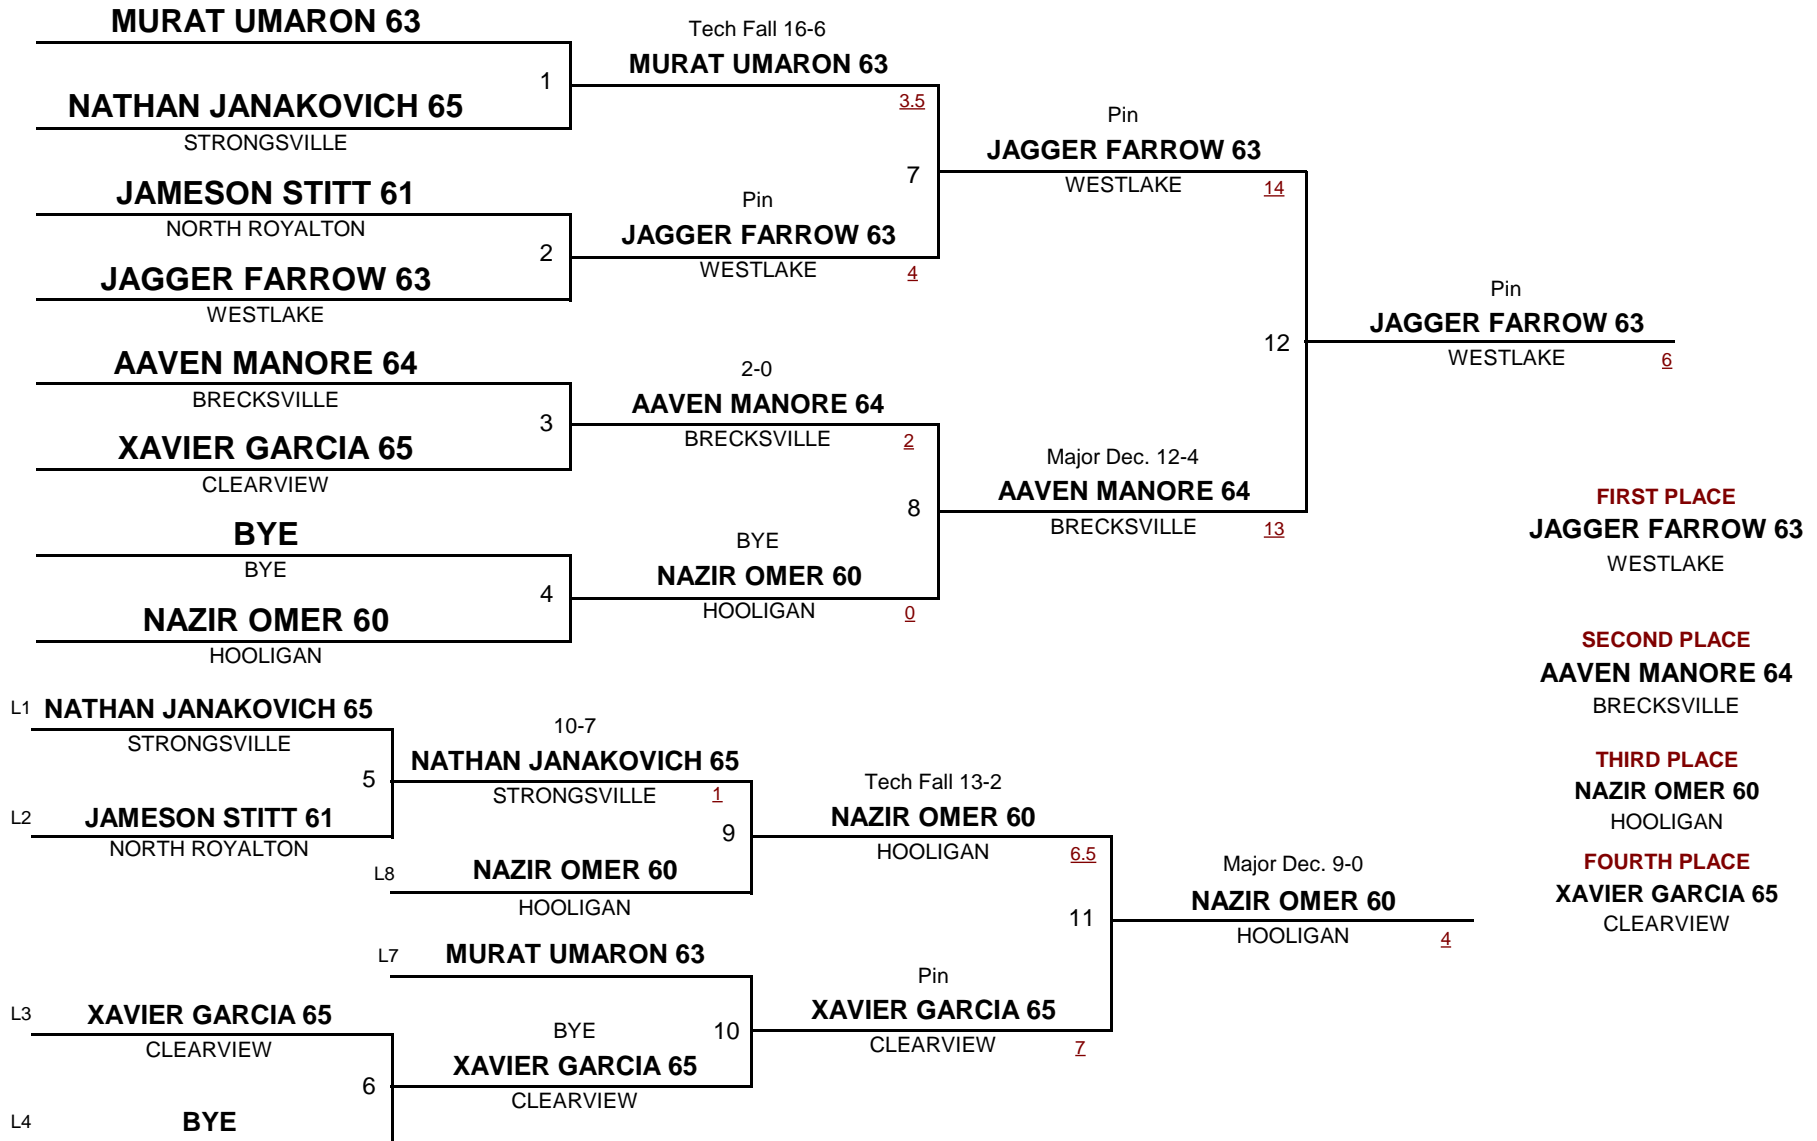 MURAT UMARON 63
1
NATHAN JANAKOVICH 65
STRONGSVILLE
JAMESON STITT 61
NORTH ROYALTON
2
JAGGER FARROW 63
WESTLAKE
AAVEN MANORE 64
BRECKSVILLE
3
XAVIER GARCIA 65
CLEARVIEW
BYE
BYE
4
NAZIR OMER 60
HOOLIGAN
Tech Fall 16-6
MURAT UMARON 63
3.5
7
Pin
JAGGER FARROW 63
WESTLAKE 4
2-0
AAVEN MANORE 64
BRECKSVILLE 2
8
BYE
NAZIR OMER 60
HOOLIGAN 0
Pin
JAGGER FARROW 63
WESTLAKE 14
12
Major Dec. 12-4
AAVEN MANORE 64
BRECKSVILLE 13
Pin
JAGGER FARROW 63
WESTLAKE 6
FIRST PLACE
JAGGER FARROW 63
WESTLAKE
SECOND PLACE
AAVEN MANORE 64
BRECKSVILLE
THIRD PLACE
NAZIR OMER 60
HOOLIGAN
FOURTH PLACE
XAVIER GARCIA 65
CLEARVIEW
L1 NATHAN JANAKOVICH 65
STRONGSVILLE
5
L2 JAMESON STITT 61
NORTH ROYALTON
10-7
NATHAN JANAKOVICH 65
STRONGSVILLE 1
9
L8 NAZIR OMER 60
HOOLIGAN
L7 MURAT UMARON 63
L3 XAVIER GARCIA 65
CLEARVIEW
6
L4 BYE
BYE
10
XAVIER GARCIA 65
CLEARVIEW
Tech Fall 13-2
NAZIR OMER 60
HOOLIGAN 6.5
11
Pin
XAVIER GARCIA 65
CLEARVIEW 7
Major Dec. 9-0
NAZIR OMER 60
HOOLIGAN 4